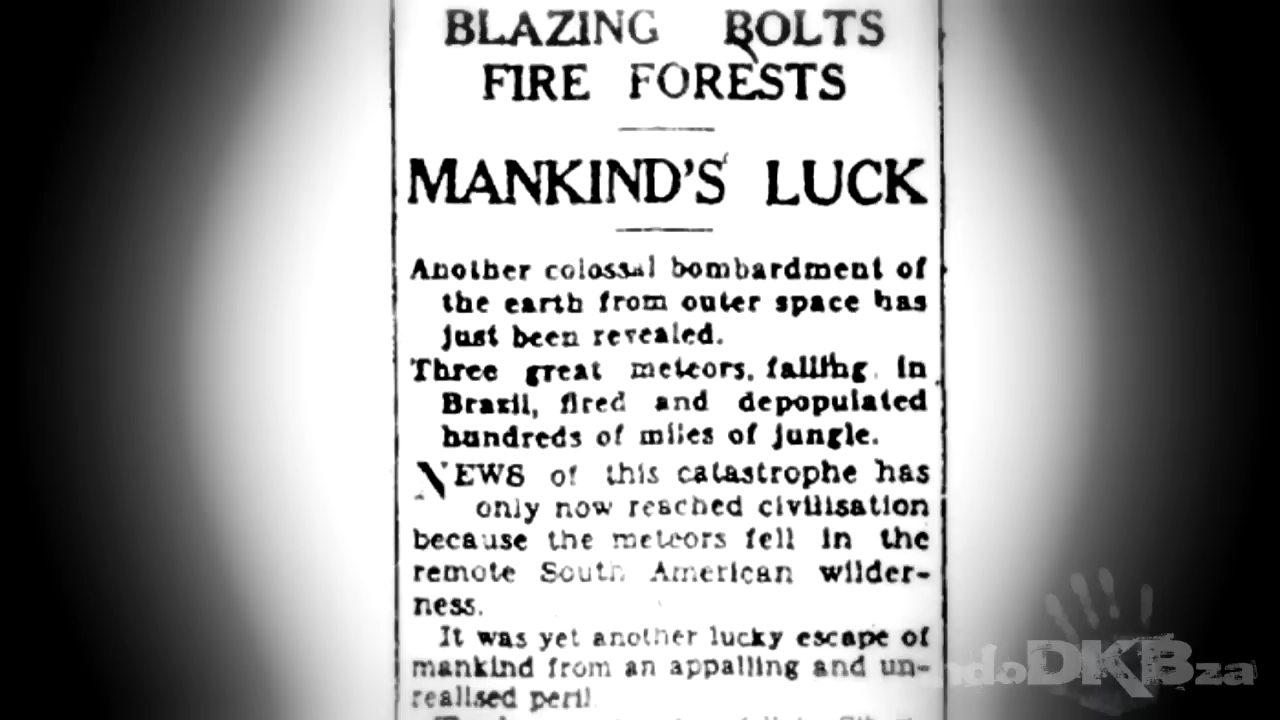 BLAZING BOLTS
FIRE FORESTS
MANKIND'S LUCK
Another colossal bombardment of
the earth from outer space has
just been revealed.
Three great meteors, falling in
Brazil, fired and depopulated
hundreds of miles of jungle.
NEWS of this catastrophe has
only now reached civilisation
because the meteors fell in the
remote South American wilder-
ness.
It was yet another lucky escape of
mankind from an appalling and un-
realised peril
doDKBza